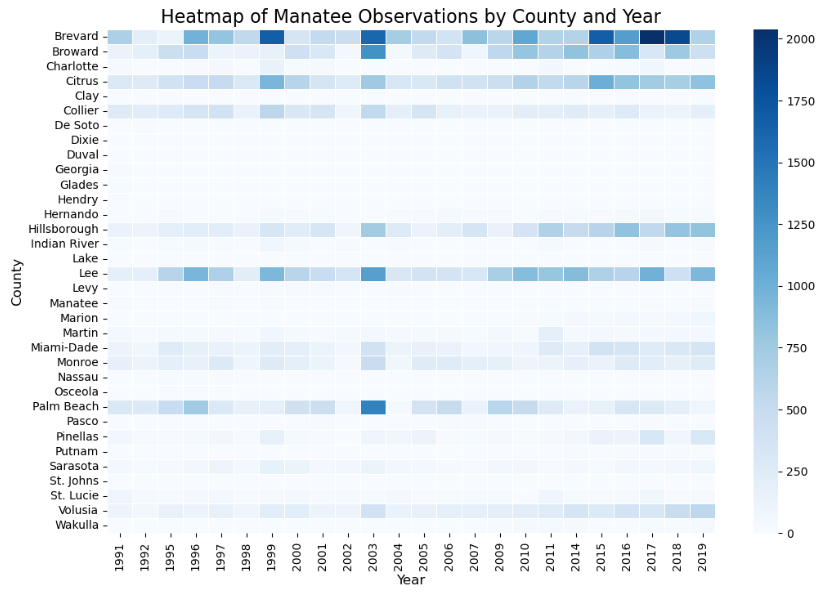 Heatmap of Manatee Observations by County and Year
Brevard
Broward
Charlotte
Citrus
Clay
Collier
De Soto
Dixie
Duval
Georgia
Glades
Hendry
Hernando
Hillsborough
Indian River
Lake
Lee
Levy
Manatee
Marion
Martin
Miami-Dade
Monroe
Nassau
Osceola
Palm Beach
Pasco
Pinellas
Putnam
Sarasota
St. Johns
St. Lucie
Volusia
Wakulla
County
1991 1992 1995 1996 1997 1998 1999 2000 2001 2002 2003 2004 2005 2006 2007 2009 2010 2011 2014 2015 2016 2017 2018 2019
Year
2000
1750
1500
1250
1000
750
500
250
0